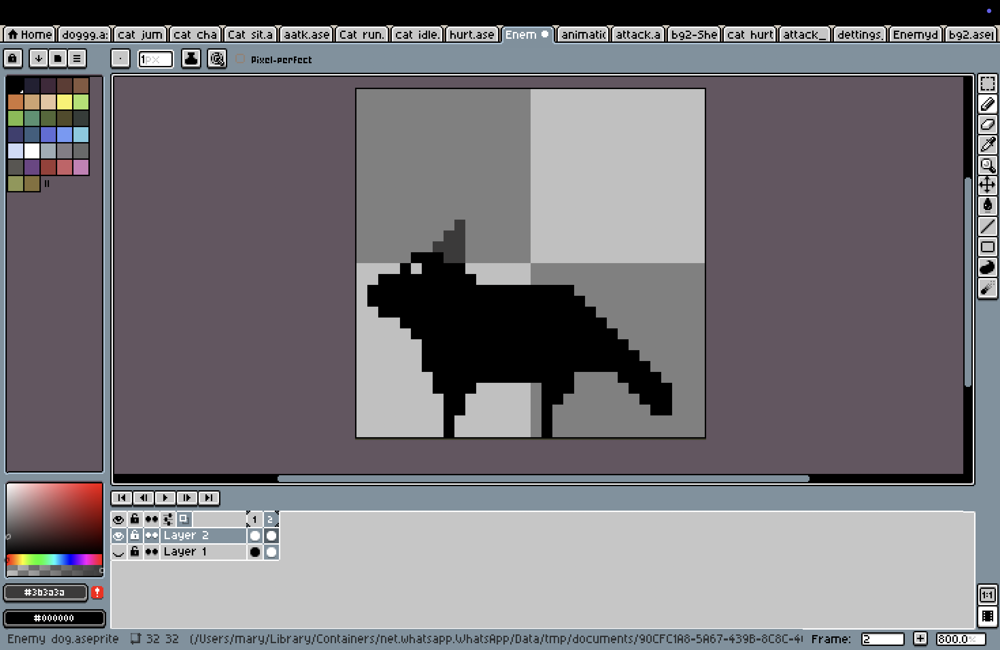 Home doggg.a: cat jum cat cha Cat sit.a aatk.ase Cat run. cat idle. hurt.ase Enem animatic attack.a bg2-She cat hurt attack_ dettings. Enemyd bg2.asep
1px Pixel-perfect
1 2
Layer 2
Layer 1
#3b3a3a !
#000000
1:1
Enemy dog.aseprite 32 32 (/Users/mary/Library/Containers/net.whatsapp.WhatsApp/Data/tmp/documents/90CFC1A8-5A67-439B-8C8C-4 Frame: 2 + 800.0%